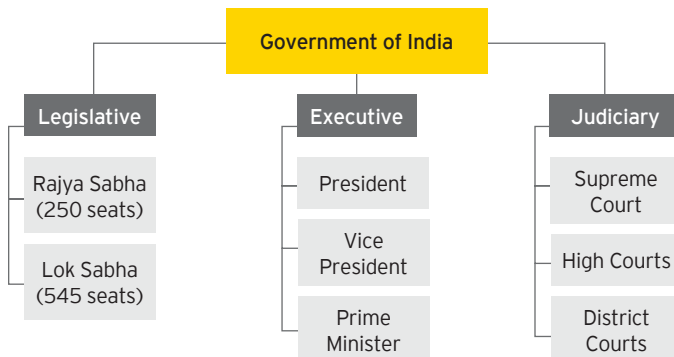 Government of India
Legislative
Rajya Sabha
(250 seats)
Lok Sabha
(545 seats)
Executive
President
Vice
President
Prime
Minister
Judiciary
Supreme
Court
High Courts
District
Courts